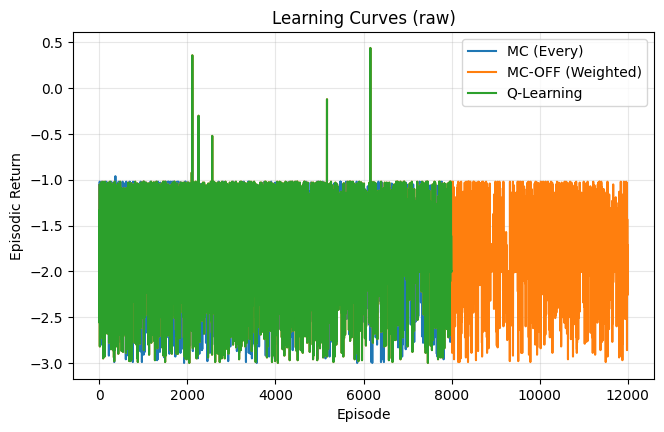 Learning Curves (raw)
MC (Every)
MC-OFF (Weighted)
Q-Learning
Episodic Return
0.5
0.0
−0.5
−1.0
−1.5
−2.0
−2.5
−3.0
0 2000 4000 6000 8000 10000 12000
Episode